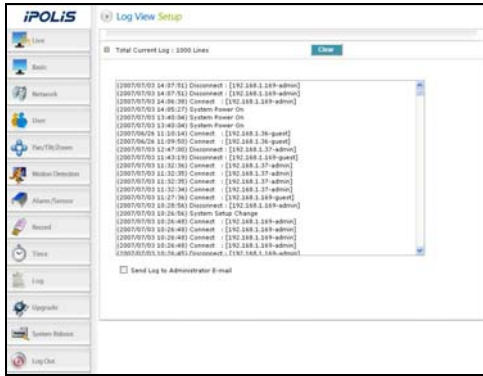 iPOLiS
Live
Basic
Network
User
Pan/Tilt/Zoom
Motion Detection
Alarm/Sensor
Record
Time
Log
Upgrade
System Reboot
Log Out
Log View Setup
Total Current Log : 1000 Lines
Clear
(2007/07/03 14:07:51) Disconnect : [192.168.1.169-admin]
(2007/07/03 14:07:51) Disconnect : [192.168.1.169-admin]
(2007/07/03 14:06:38) Connect : [192.168.1.169-admin]
(2007/07/03 14:05:27) System Power On
(2007/07/03 13:40:04) System Power On
(2007/07/03 13:40:04) System Power On
(2007/06/26 11:10:14) Connect : [192.168.1.36-guest]
(2007/06/26 11:09:50) Connect : [192.168.1.36-guest]
(2007/07/03 11:47:00) Disconnect : [192.168.1.37-admin]
(2007/07/03 11:43:19) Disconnect : [192.168.1.169-guest]
(2007/07/03 11:32:36) Connect : [192.168.1.37-admin]
(2007/07/03 11:32:35) Connect : [192.168.1.37-admin]
(2007/07/03 11:32:35) Connect : [192.168.1.37-admin]
(2007/07/03 11:32:34) Connect : [192.168.1.37-admin]
(2007/07/03 11:27:36) Connect : [192.168.1.169-guest]
(2007/07/03 10:28:56) Disconnect : [192.168.1.169-admin]
(2007/07/03 10:26:56) System Setup Change
(2007/07/03 10:26:48) Connect : [192.168.1.169-admin]
(2007/07/03 10:26:48) Connect : [192.168.1.169-admin]
(2007/07/03 10:26:48) Connect : [192.168.1.169-admin]
(2007/07/03 10:26:48) Connect : [192.168.1.169-admin]
(2007/07/03 10:26:45) Disconnect : [192.168.1.169-admin]
Send Log to Administrator E-mail